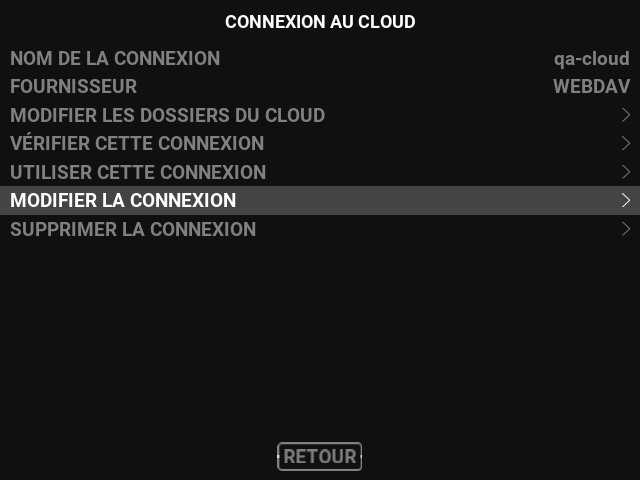 CONNEXION AU CLOUD
NOM DE LA CONNEXION qa-cloud
FOURNISSEUR WEBDAV
MODIFIER LES DOSSIERS DU CLOUD
VÉRIFIER CETTE CONNEXION
UTILISER CETTE CONNEXION
MODIFIER LA CONNEXION
SUPPRIMER LA CONNEXION
RETOUR